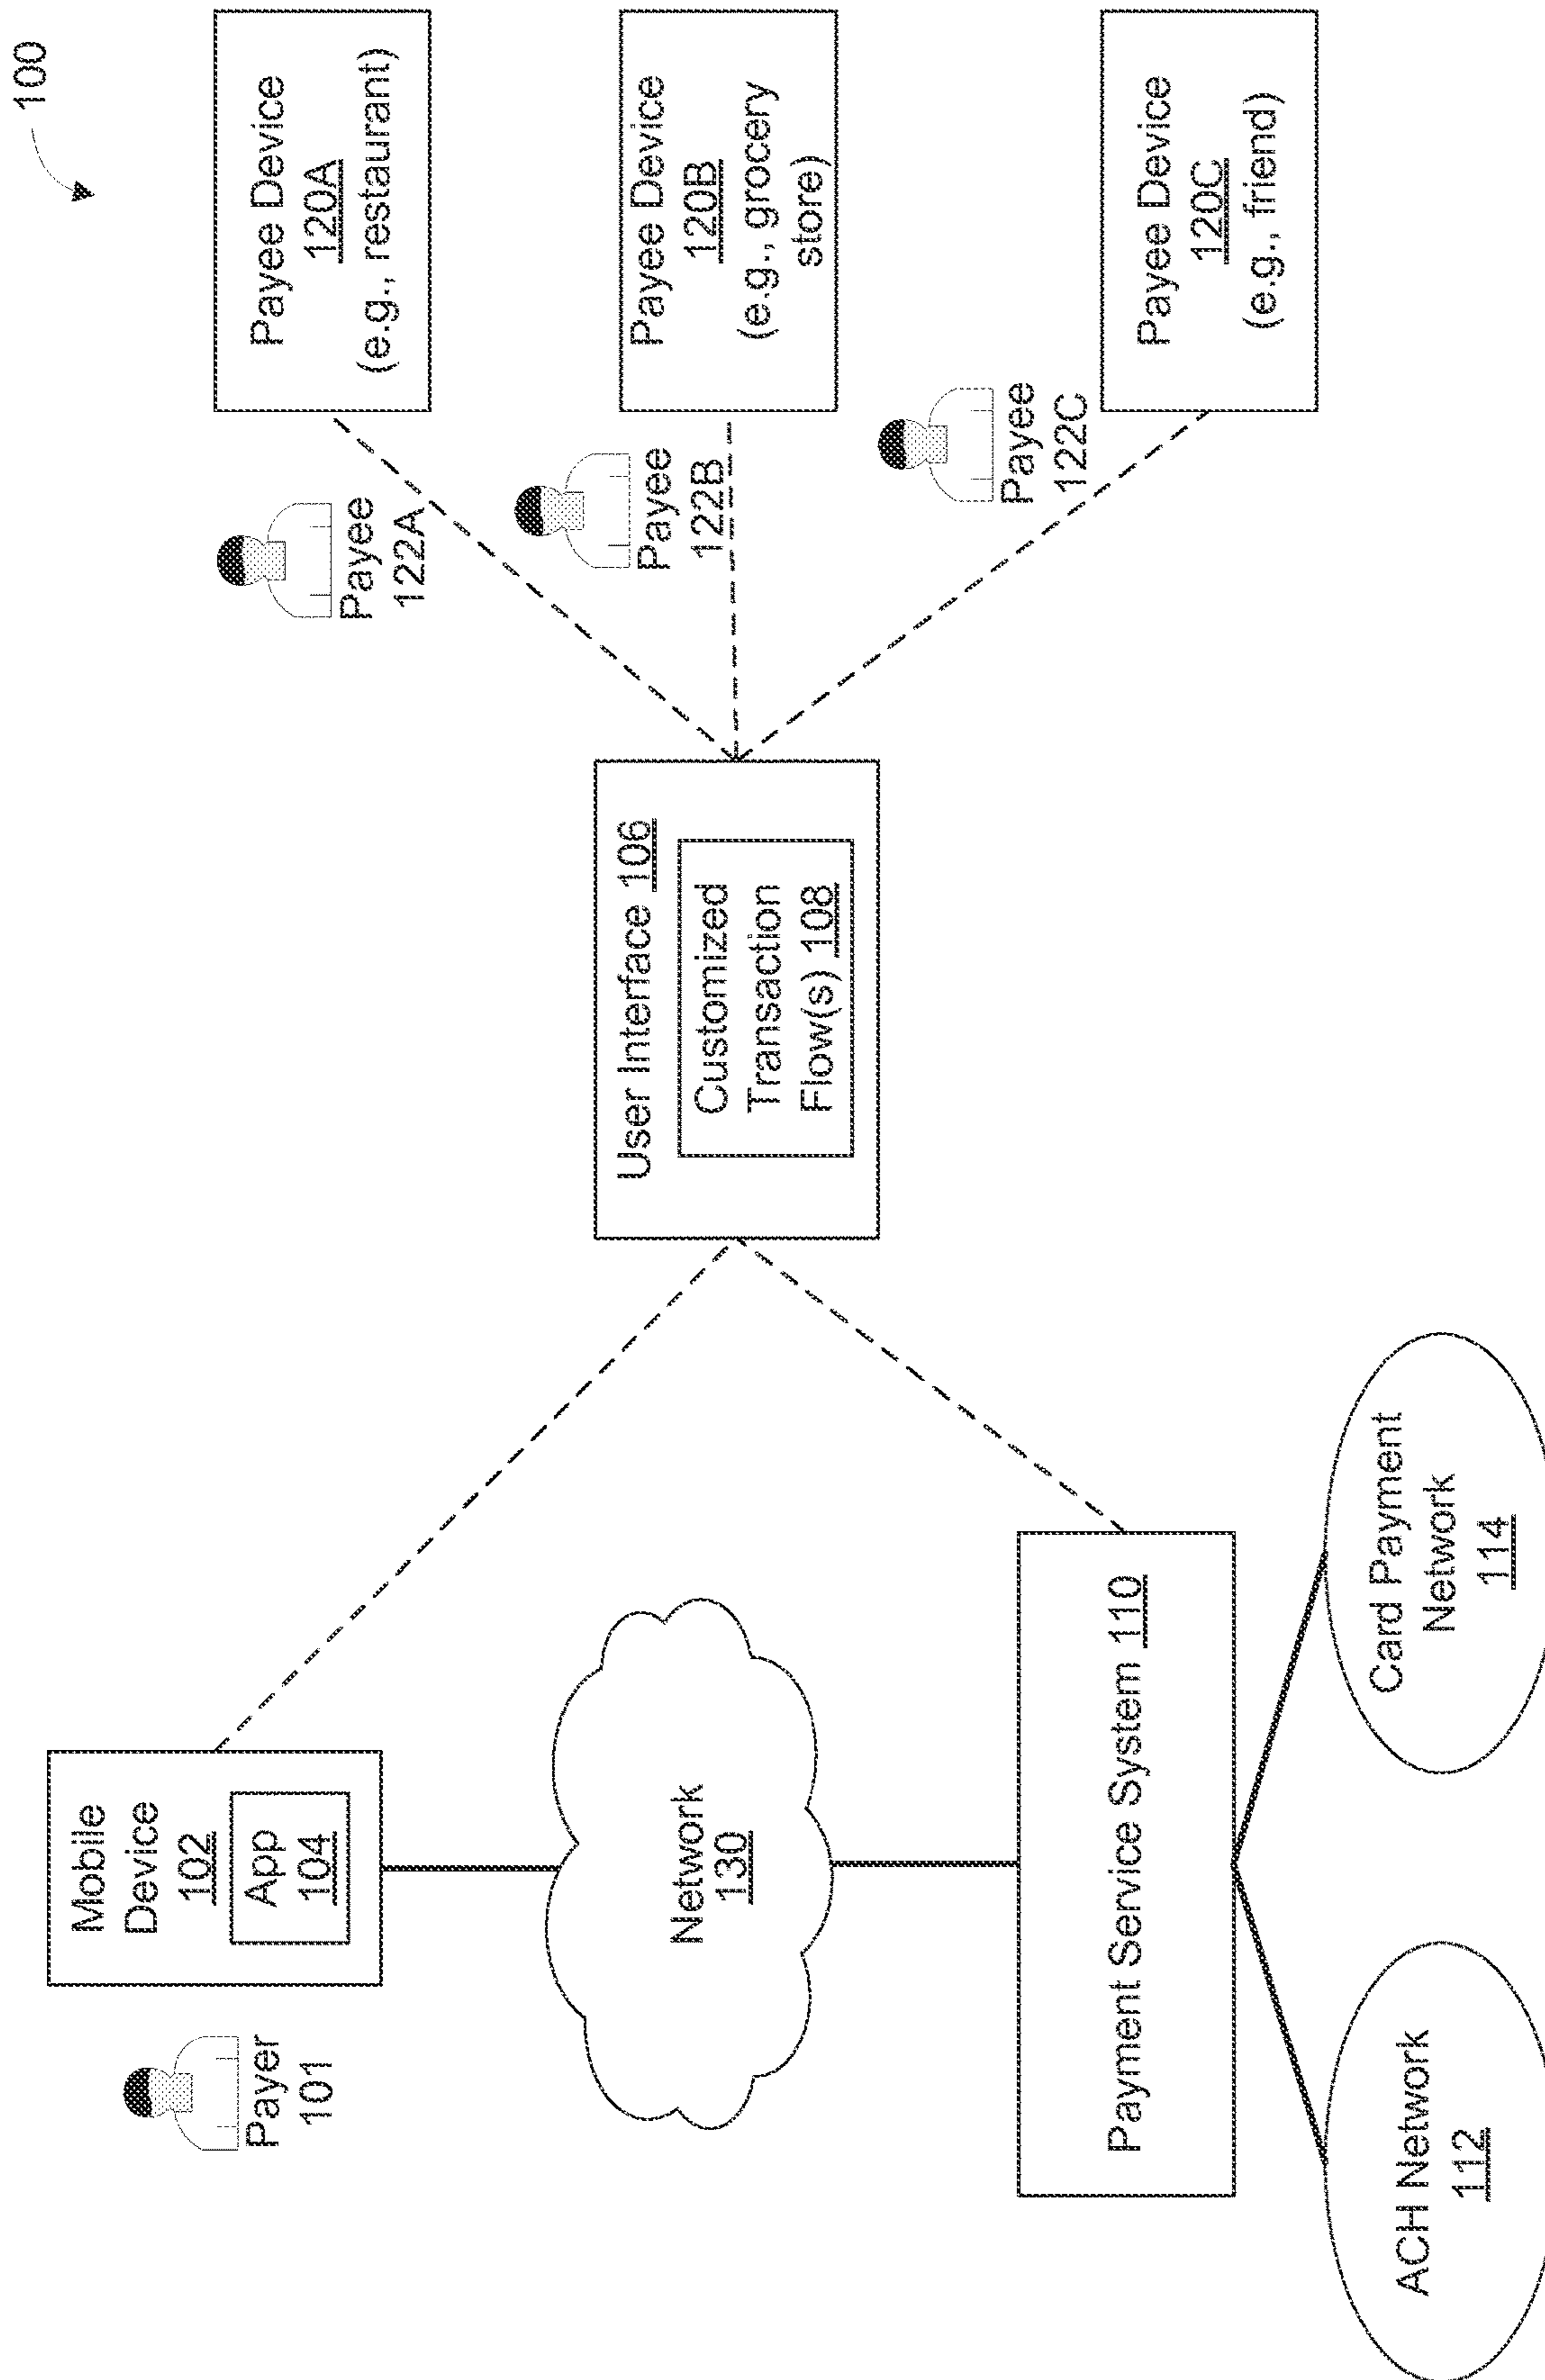 100
Payer
101
Mobile
Device
102
App
104
Network
130
Payment Service System 110
ACH Network
112
Card Payment
Network
114
User Interface 106
Customized
Transaction
Flow(s) 108
Payee
122A
Payee Device
120A
(e.g., restaurant)
Payee
122B
Payee Device
120B
(e.g., grocery
store)
Payee
122C
Payee Device
120C
(e.g., friend)